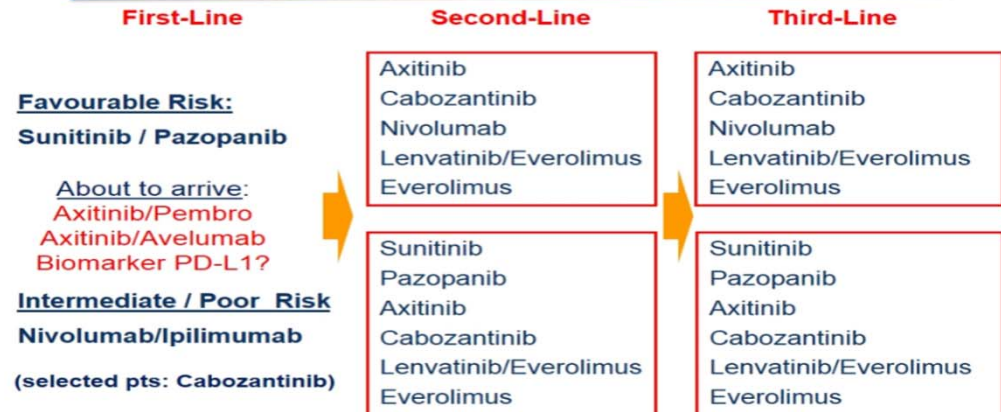 First-Line
Second-Line
Third-Line
Favourable Risk:
Sunitinib / Pazopanib
About to arrive:
Axitinib/Pembro
Axitinib/Avelumab
Biomarker PD-L1?
Intermediate / Poor Risk
Nivolumab/Ipilimumab
(selected pts: Cabozantinib)
Axitinib
Cabozantinib
Nivolumab
Lenvatinib/Everolimus
Everolimus
Sunitinib
Pazopanib
Axitinib
Cabozantinib
Lenvatinib/Everolimus
Everolimus
Axitinib
Cabozantinib
Nivolumab
Lenvatinib/Everolimus
Everolimus
Sunitinib
Pazopanib
Axitinib
Cabozantinib
Lenvatinib/Everolimus
Everolimus